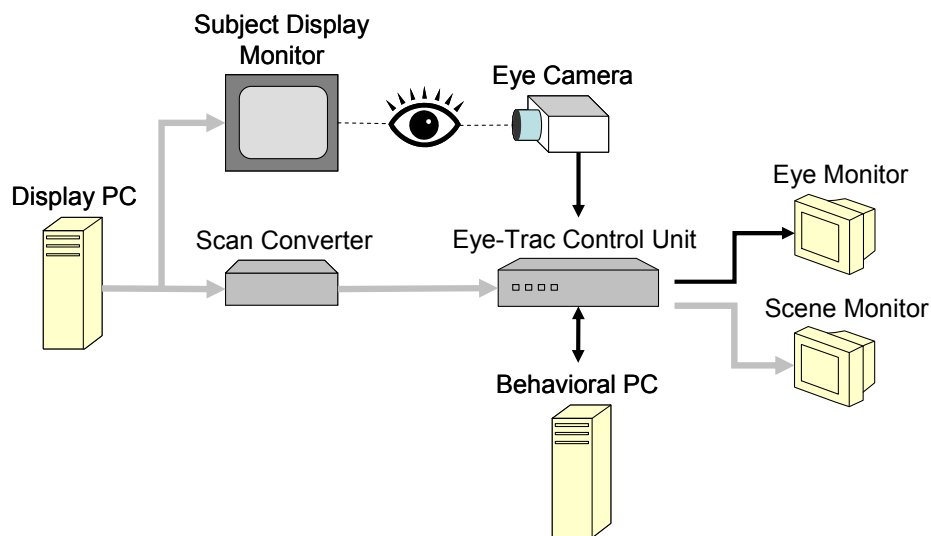 Subject Display
Monitor
Eye Camera
Eye Monitor
Display PC
Scan Converter
Eye-Trac Control Unit
Scene Monitor
Behavioral PC